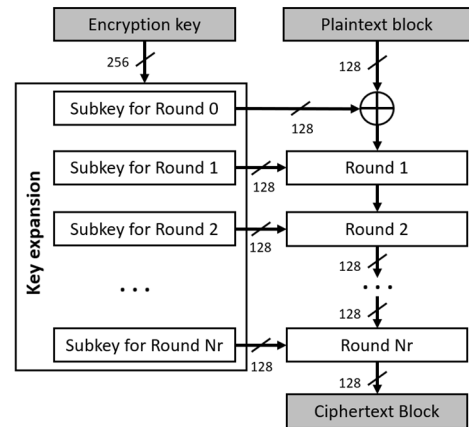 Encryption key
Plaintext block
256
128
Key expansion
Subkey for Round 0
128
Subkey for Round 1
128
Round 1
Subkey for Round 2
128
Round 2
128
...
...
128
Subkey for Round Nr
128
Round Nr
128
Ciphertext Block